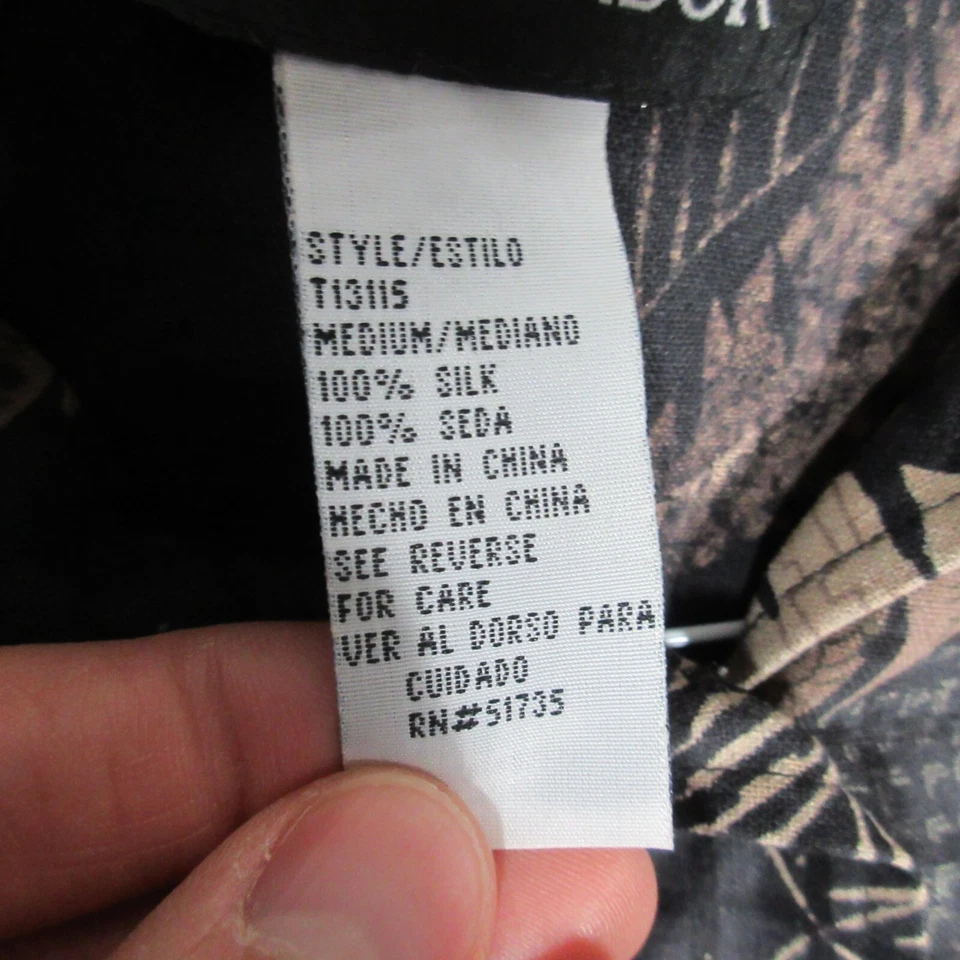 STYLE/ESTILO
T13115
MEDIUM/MEDIANO
100% SILK
100% SEDA
MADE IN CHINA
HECHO EN CHINA
SEE REVERSE
FOR CARE
VER AL DORSO PARA
CUIDADO
RN#51735